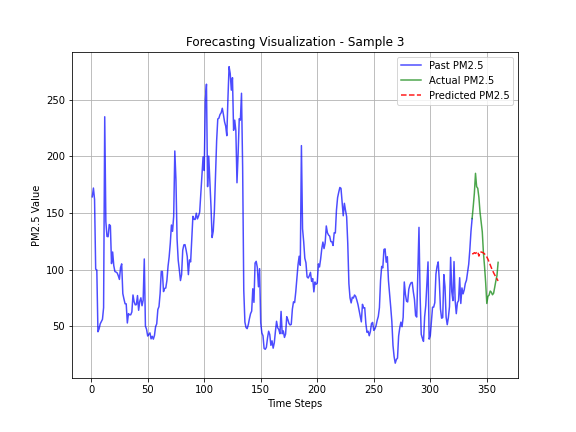 Forecasting Visualization - Sample 3
Past PM2.5
Actual PM2.5
Predicted PM2.5
PM2.5 Value
250
200
150
100
50
0 50 100 150 200 250 300 350
Time Steps